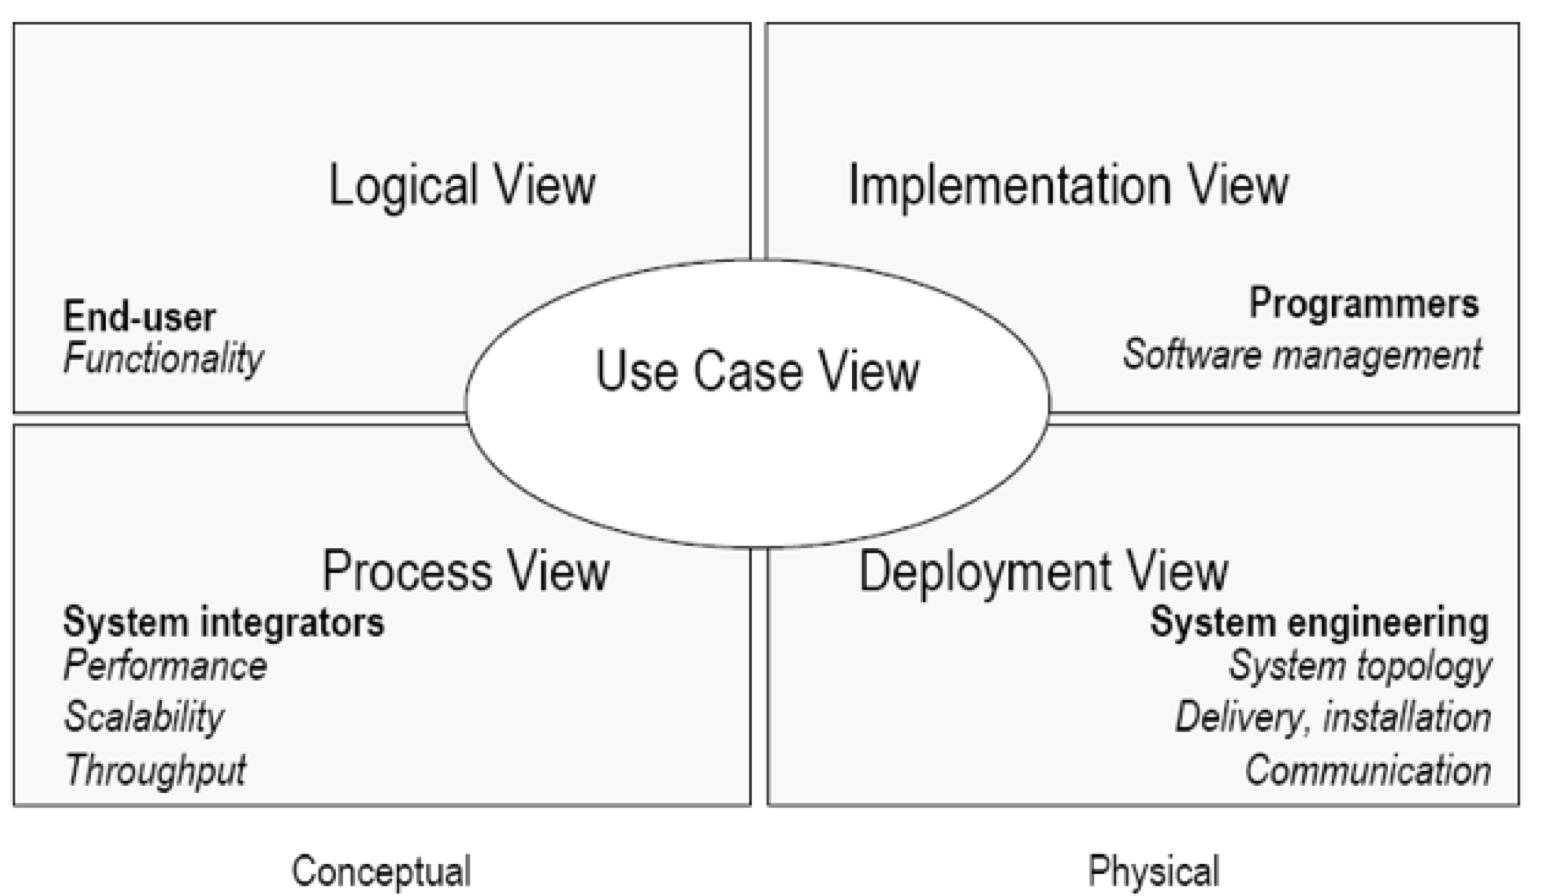 Logical View
End-user
Functionality
Implementation View
Programmers
Software management
Use Case View
Process View
System integrators
Performance
Scalability
Throughput
Deployment View
System engineering
System topology
Delivery, installation
Communication
Conceptual
Physical